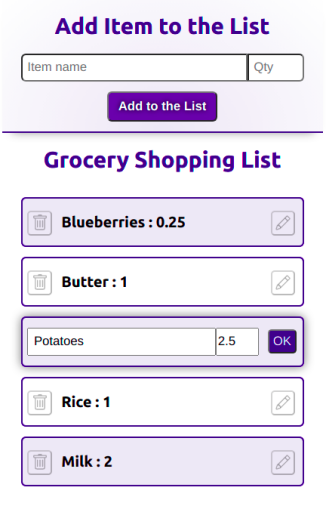 Add Item to the List
Item name Qty
Add to the List
Grocery Shopping List
Blueberries : 0.25
Butter : 1
Potatoes 2.5 OK
Rice : 1
Milk : 2